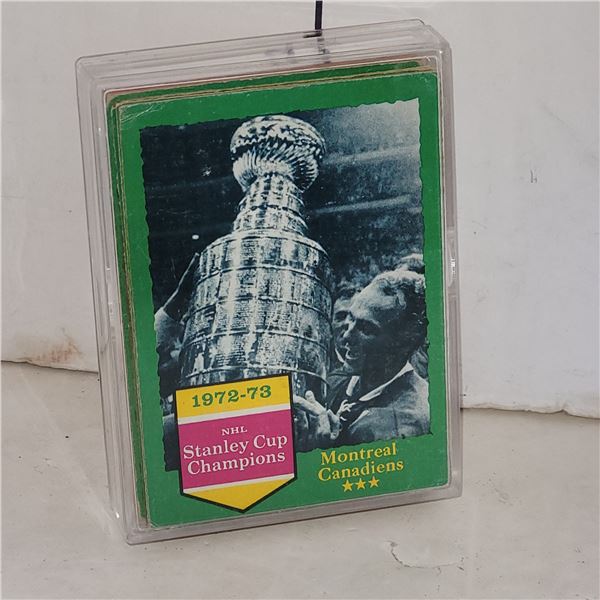 1972-73
NHL
Stanley Cup
Champions
Montreal
Canadiens